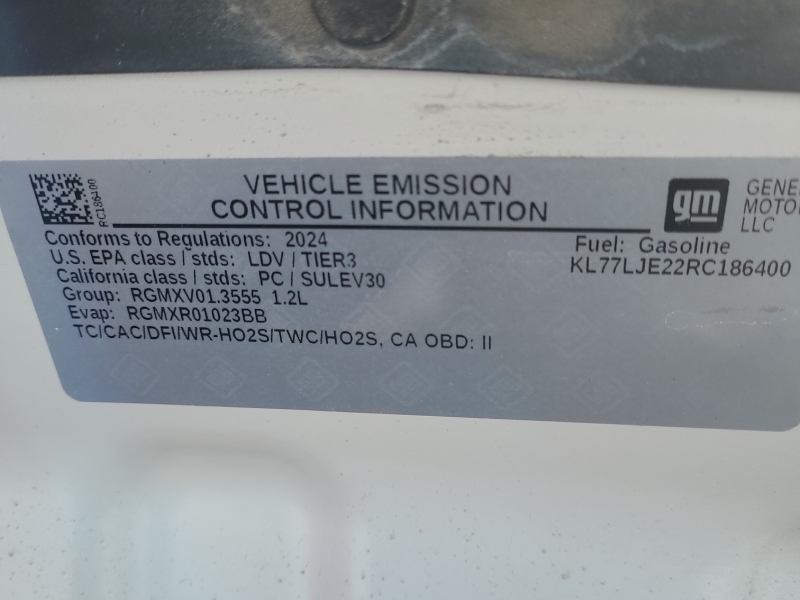 RC186400
VEHICLE EMISSION
CONTROL INFORMATION
gm
GENE
MOTO
LLC
Conforms to Regulations: 2024
U.S. EPA class / stds: LDV / TIER3
California class / stds: PC / SULEV30
Group: RGMXV01.3555 1.2L
Evap: RGMXR01023BB
TC/CAC/DFI/WR-HO2S/TWC/HO2S, CA OBD: II
Fuel: Gasoline
KL77LJE22RC186400